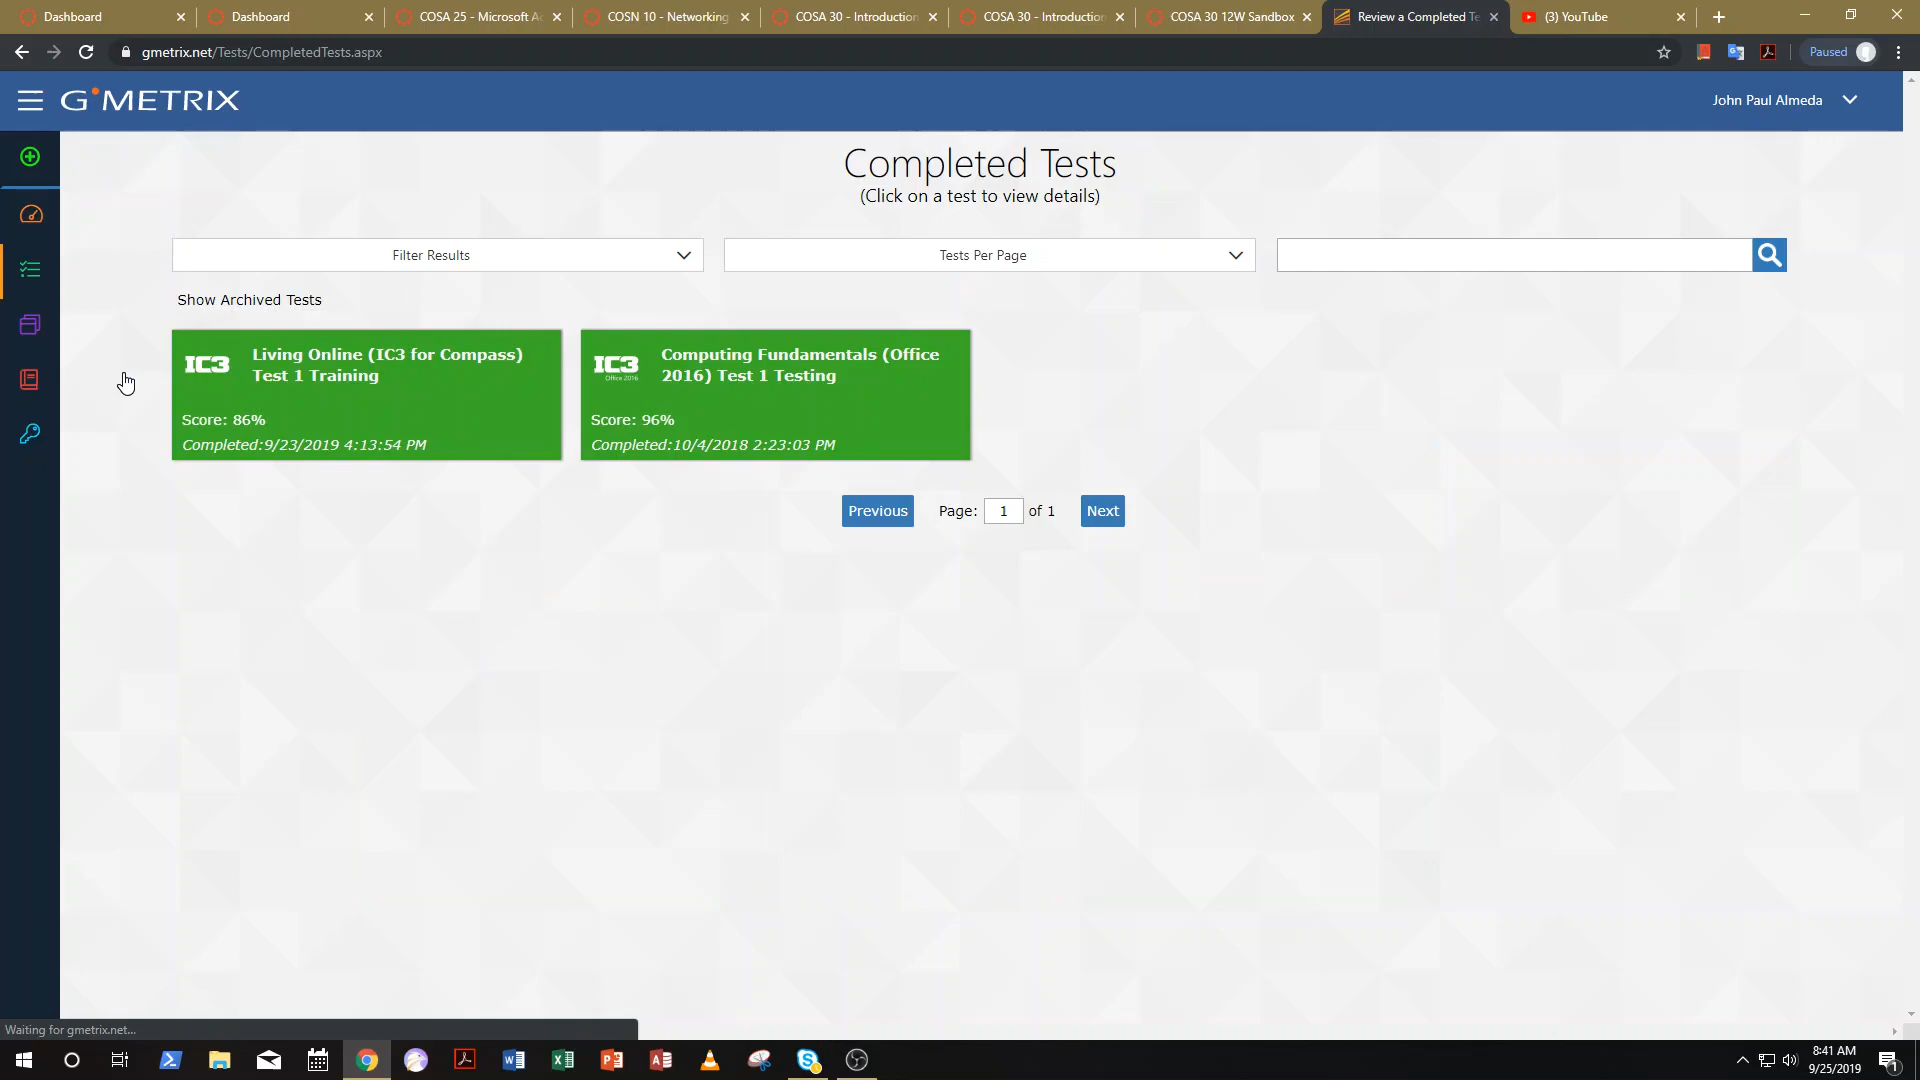 Dashboard
Dashboard
COSA 25 - Microsoft Ac
COSN 10 - Networking
COSA 30 - Introduction
COSA 30 - Introduction
COSA 30 12W Sandbox
Review a Completed Te
(3) YouTube
gmetrix.net/Tests/CompletedTests.aspx
Paused
G METRIX
John Paul Almeda
Completed Tests
(Click on a test to view details)
Filter Results
Tests Per Page
Show Archived Tests
IC3
Living Online (IC3 for Compass)
Test 1 Training
Score: 86%
Completed:9/23/2019 4:13:54 PM
IC3
Office 2016
Computing Fundamentals (Office
2016) Test 1 Testing
Score: 96%
Completed:10/4/2018 2:23:03 PM
Previous
Page: 1 of 1
Next
Waiting for gmetrix.net...
8:41 AM
9/25/2019
1